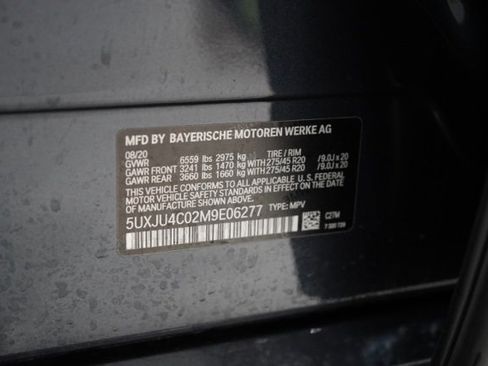 MFD BY BAYERISCHE MOTOREN WERKE AG
08/20
GVWR 6559 lbs 2975 kg TIRE / RIM
GAWR FRONT 3241 lbs 1470 kg WITH 275/45 R20 /9.0J x 20
GAWR REAR 3660 lbs 1660 kg WITH 275/45 R20 /9.0J x 20
THIS VEHICLE CONFORMS TO ALL APPLICABLE U.S. FEDERAL
MOTOR VEHICLE SAFETY STANDARDS IN EFFECT ON THE
DATE OF MANUFACTURE SHOWN ABOVE.
5UXJU4C02M9E06277 TYPE: MPV C27M